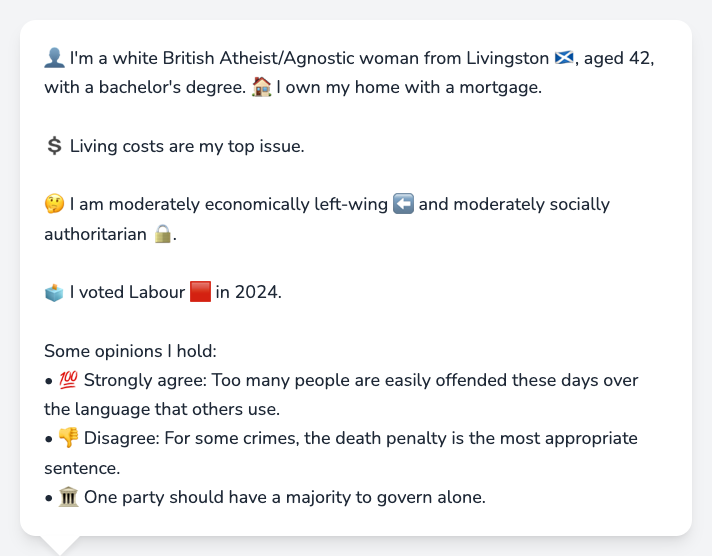 👤 I'm a white British Atheist/Agnostic woman from Livingston 🏴󠁧󠁢󠁳󠁣󠁴󠁿, aged 42,
with a bachelor's degree. 🏠 I own my home with a mortgage.
💲 Living costs are my top issue.
🤔 I am moderately economically left-wing ⬅️ and moderately socially
authoritarian 🔒.
🗳️ I voted Labour 🟥 in 2024.
Some opinions I hold:
• 💯 Strongly agree: Too many people are easily offended these days over
the language that others use.
• 👎 Disagree: For some crimes, the death penalty is the most appropriate
sentence.
• 🏛️ One party should have a majority to govern alone.